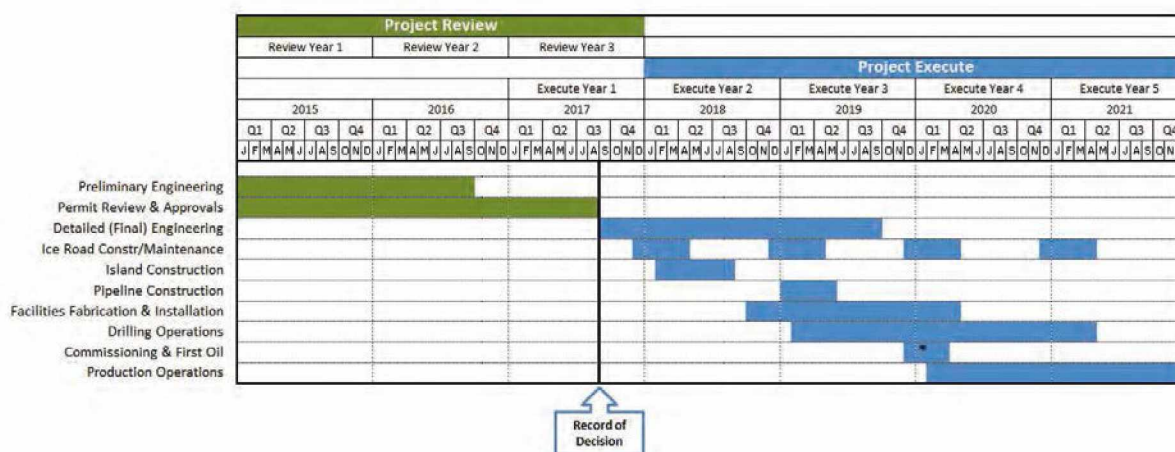 Project Review
Review Year 1 Review Year 2 Review Year 3
Project Execute
Execute Year 1 Execute Year 2 Execute Year 3 Execute Year 4 Execute Year 5
2015 2016 2017 2018 2019 2020 2021
Q1 Q2 Q3 Q4 Q1 Q2 Q3 Q4 Q1 Q2 Q3 Q4 Q1 Q2 Q3 Q4 Q1 Q2 Q3 Q4 Q1 Q2 Q3 Q4 Q1 Q2 Q3 Q4
J F M A M J J A S O N D J F M A M J J A S O N D J F M A M J J A S O N D J F M A M J J A S O N D J F M A M J J A S O N D J F M A M J J A S O N D J F M A M J J A S O N
Preliminary Engineering
Permit Review & Approvals
Detailed (Final) Engineering
Ice Road Constr/Maintenance
Island Construction
Pipeline Construction
Facilities Fabrication & Installation
Drilling Operations
Commissioning & First Oil
Production Operations
Record of
Decision